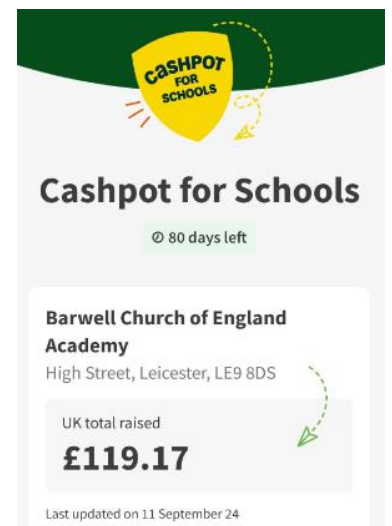 CASHPOT
FOR
SCHOOLS
Cashpot for Schools
80 days left
Barwell Church of England
Academy
High Street, Leicester, LE9 8DS
UK total raised
£119.17
Last updated on 11 September 24